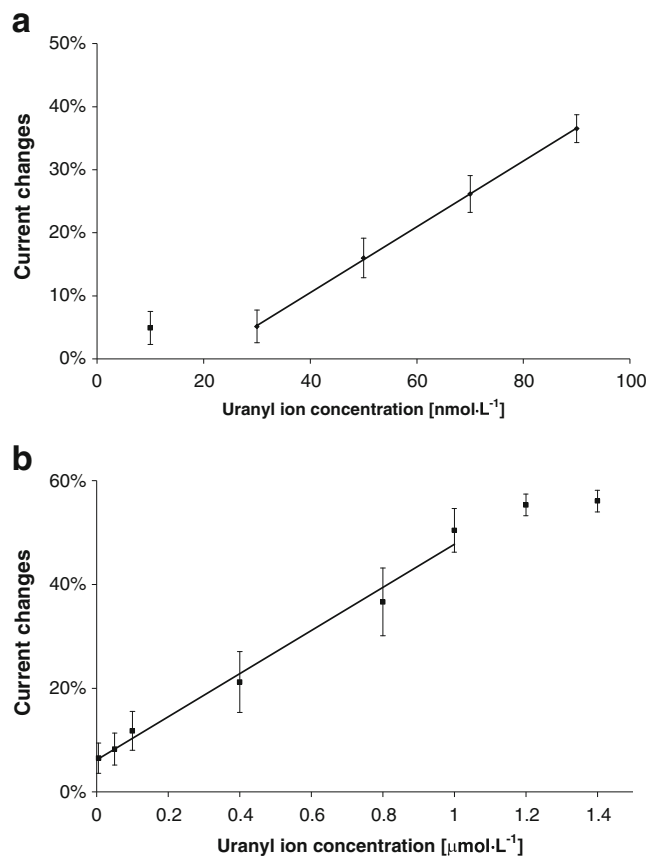 a
50%
40%
30%
20%
10%
0%
Current changes
0 20 40 60 80 100
Uranyl ion concentration [nmol·L⁻¹]
b
60%
40%
20%
0%
Current changes
0 0.2 0.4 0.6 0.8 1 1.2 1.4
Uranyl ion concentration [µmol·L⁻¹]